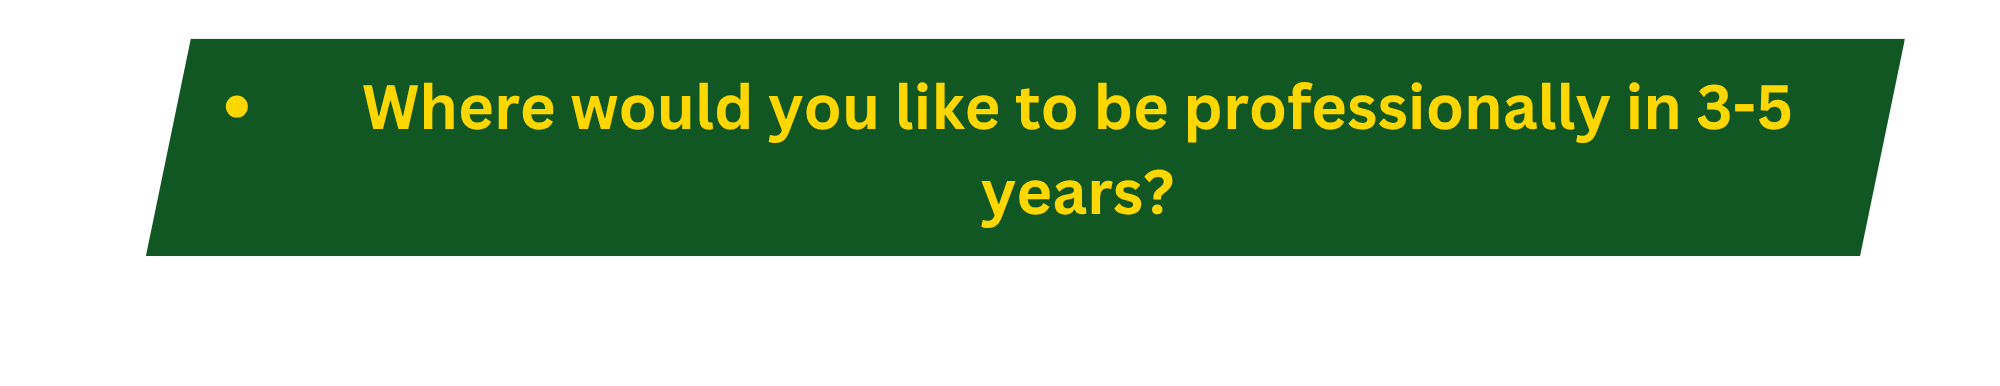 • Where would you like to be professionally in 3-5
years?